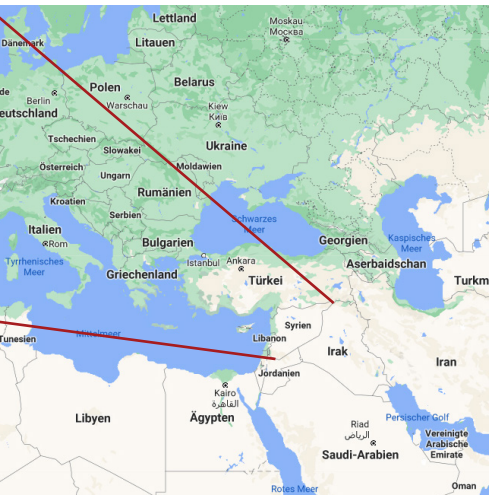 Lettland
Moskau
Москва
Dänemark
Litauen
Belarus
de
Berlin
Polen
Warschau
eutschland
Kiew
Київ
Tschechien
Ukraine
Slowakei
Österreich
Moldawien
Ungarn
Kroatien
Rumänien
Serbien
Schwarzes
Meer
Italien
Rom
Bulgarien
Georgien
Kaspisches
Meer
Tyrrhenisches
Meer
Istanbul
Ankara
Aserbaidschan
Griechenland
Türkei
Turkm
Tunesien
Mittelmeer
Syrien
Libanon
Irak
Iran
Jordanien
Kairo
القاهرة
Libyen
Ägypten
Persischer Golf
Riad
الرياض
Vereinigte
Arabische
Emirate
Saudi-Arabien
Rotes Meer
Oman